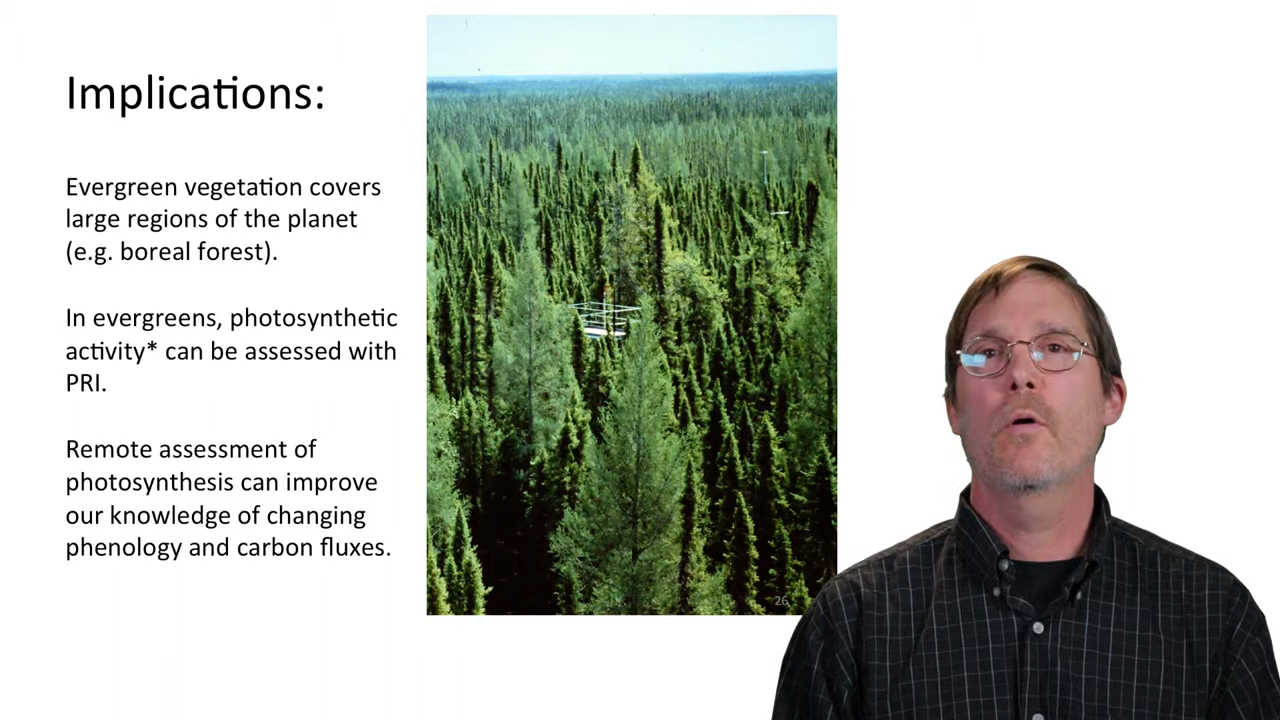 Implications:
Evergreen vegetation covers
large regions of the planet
(e.g. boreal forest).
In evergreens, photosynthetic
activity* can be assessed with
PRI.
Remote assessment of
photosynthesis can improve
our knowledge of changing
phenology and carbon fluxes.
26